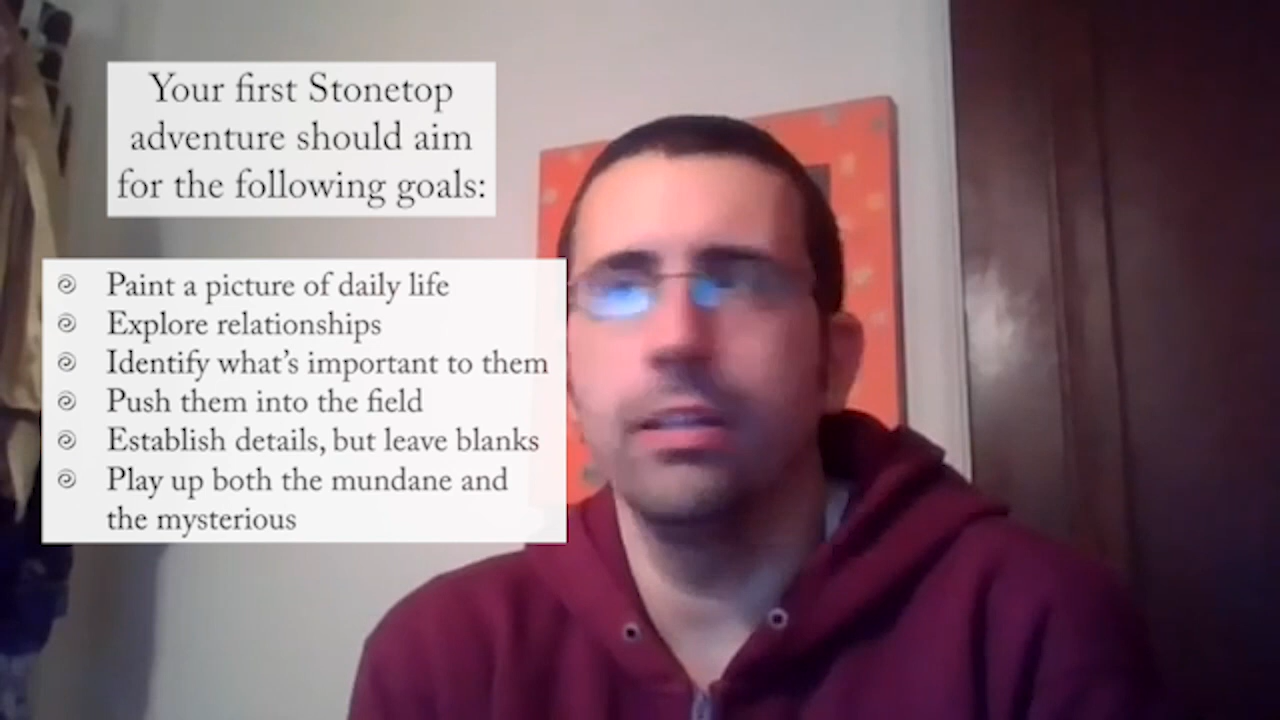 Your first Stonetop
adventure should aim
for the following goals:
Paint a picture of daily life
Explore relationships
Identify what's important to them
Push them into the field
Establish details, but leave blanks
Play up both the mundane and
the mysterious